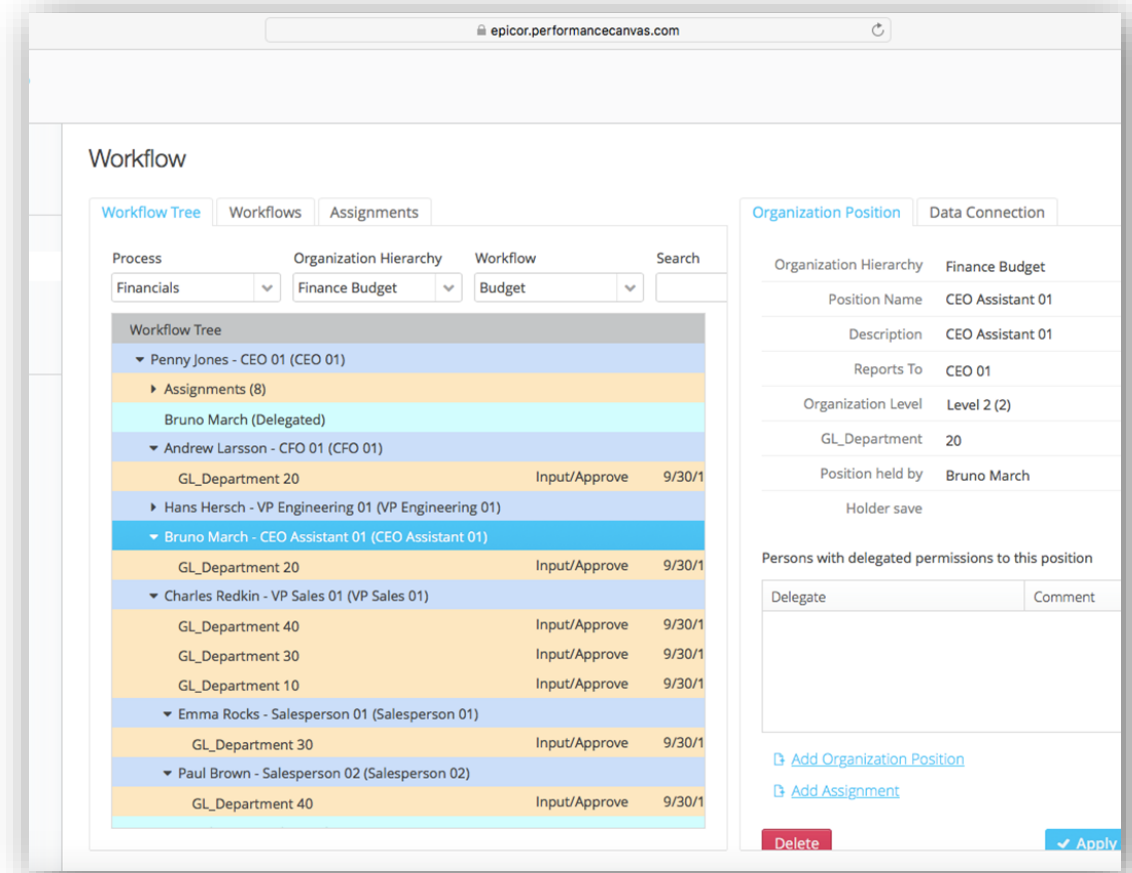 epicor.performancecanvas.com
Workflow
Workflow Tree Workflows Assignments
Process Organization Hierarchy Workflow Search
Financials Finance Budget Budget
Workflow Tree
Penny Jones - CEO 01 (CEO 01)
Assignments (8)
Bruno March (Delegated)
Andrew Larsson - CFO 01 (CFO 01)
GL_Department 20 Input/Approve 9/30/1
Hans Hersch - VP Engineering 01 (VP Engineering 01)
Bruno March - CEO Assistant 01 (CEO Assistant 01)
GL_Department 20 Input/Approve 9/30/1
Charles Redkin - VP Sales 01 (VP Sales 01)
GL_Department 40 Input/Approve 9/30/1
GL_Department 30 Input/Approve 9/30/1
GL_Department 10 Input/Approve 9/30/1
Emma Rocks - Salesperson 01 (Salesperson 01)
GL_Department 30 Input/Approve 9/30/1
Paul Brown - Salesperson 02 (Salesperson 02)
GL_Department 40 Input/Approve 9/30/1
Organization Position Data Connection
Organization Hierarchy Finance Budget
Position Name CEO Assistant 01
Description CEO Assistant 01
Reports To CEO 01
Organization Level Level 2 (2)
GL_Department 20
Position held by Bruno March
Holder save
Persons with delegated permissions to this position
Delegate Comment
Add Organization Position
Add Assignment
Delete Apply